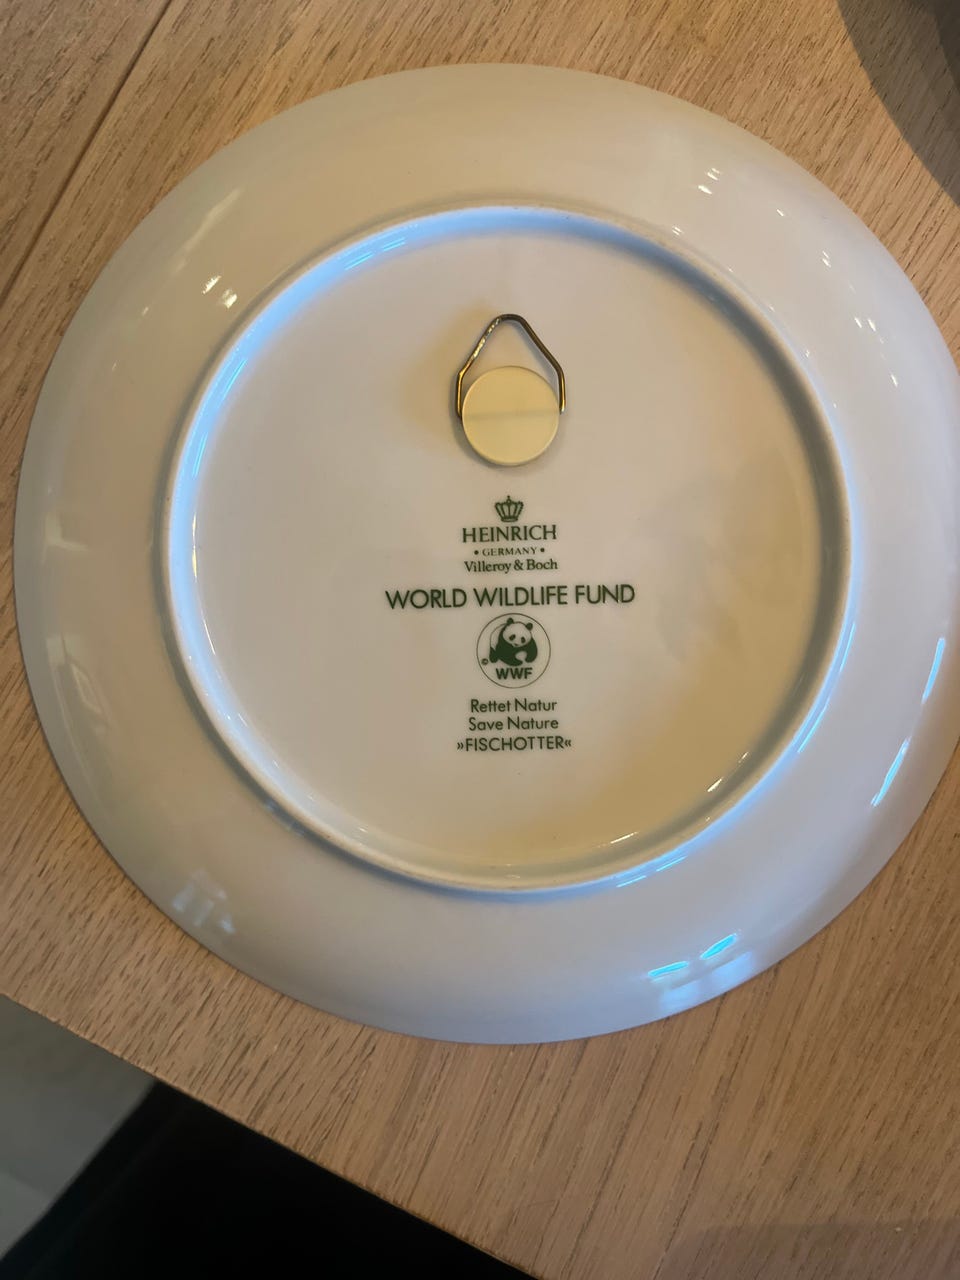 HEINRICH
• GERMANY •
Villeroy & Boch
WORLD WILDLIFE FUND
©
WWF
Rettet Natur
Save Nature
»FISCHOTTER«